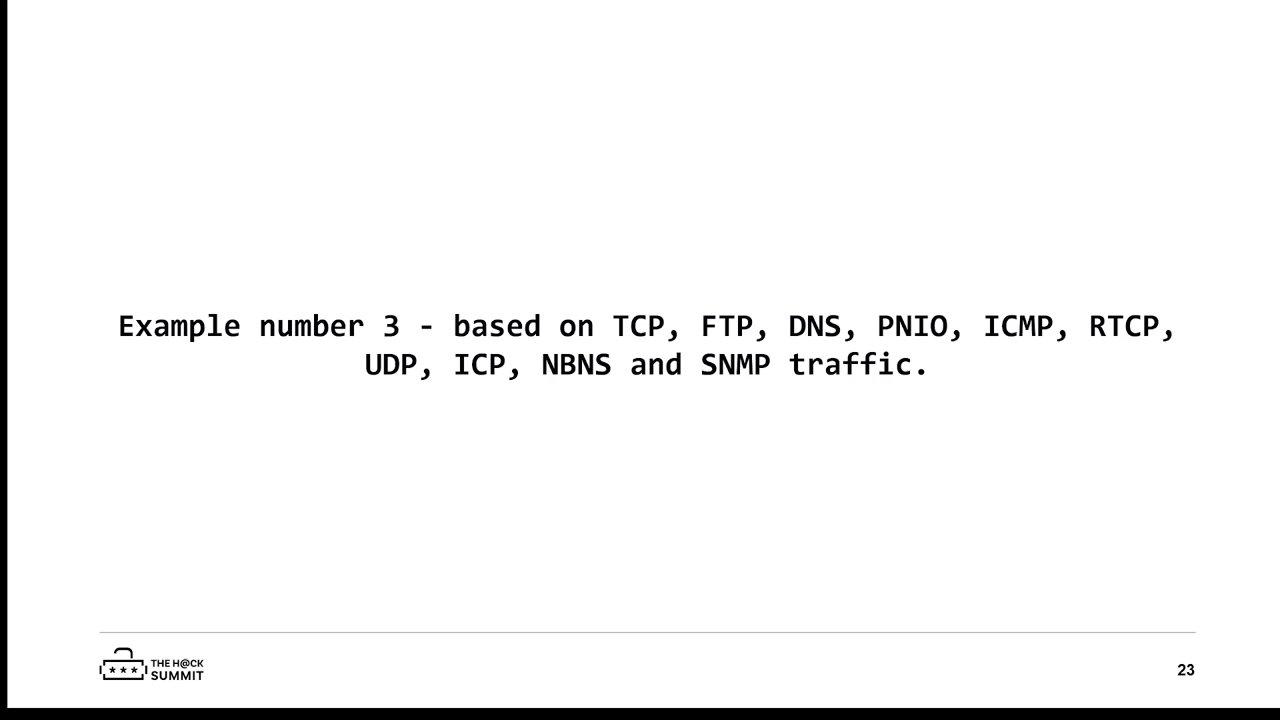 Example number 3 - based on TCP, FTP, DNS, PNIO, ICMP, RTCP,
UDP, ICP, NBNS and SNMP traffic.
THE H@CK
SUMMIT
23